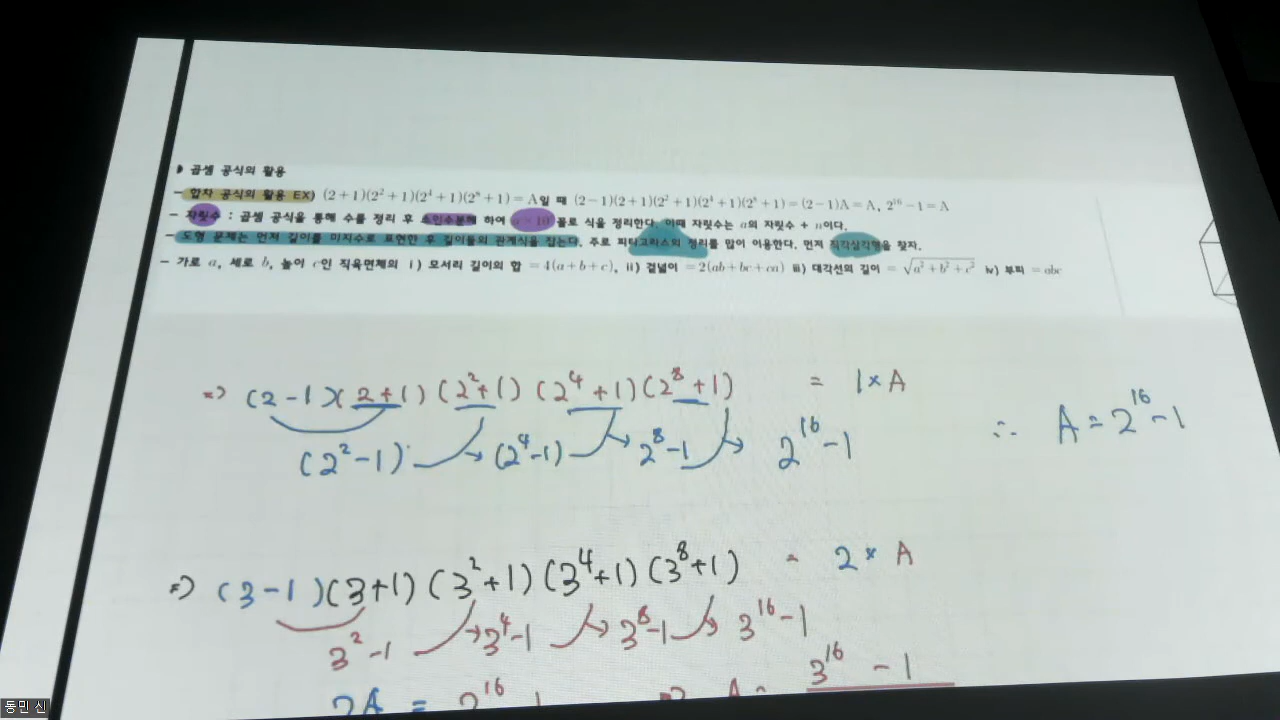 ◗ 곱셈 공식의 활용
- 합차 공식의 활용 EX) (2+1)(2²+1)(2⁴+1)(2⁸+1)=A일 때 (2-1)(2+1)(2²+1)(2⁴+1)(2⁸+1)=(2-1)A=A, 2¹⁶-1=A
- 자릿수 : 곱셈 공식을 통해 수를 정리 후 소인수분해 하여 꼴로 식을 정리한다. 이때 자릿수는 a의 자릿수 + n이다.
- 도형 문제는 먼저 길이를 미지수로 표현한 후 길이들의 관계식을 잡는다. 주로 피타고라스의 정리를 많이 이용한다. 먼저 직각삼각형을 찾자.
- 가로 a, 세로 b, 높이 c인 직육면체의 i) 모서리 길이의 합 =4(a+b+c), ii) 겉넓이 =2(ab+bc+ca) iii) 대각선의 길이 =√(a²+b²+c²) iv) 부피 =abc
=> (2-1)(2+1)(2²+1)(2⁴+1)(2⁸+1) = 1×A
(2²-1) → (2⁴-1) → 2⁸-1 → 2¹⁶-1
∴ A=2¹⁶-1
=> (3-1)(3+1)(3²+1)(3⁴+1)(3⁸+1) = 2×A
3²-1 → 3⁴-1 → 3⁸-1 → 3¹⁶-1
3¹⁶-1
2A =
동민 신